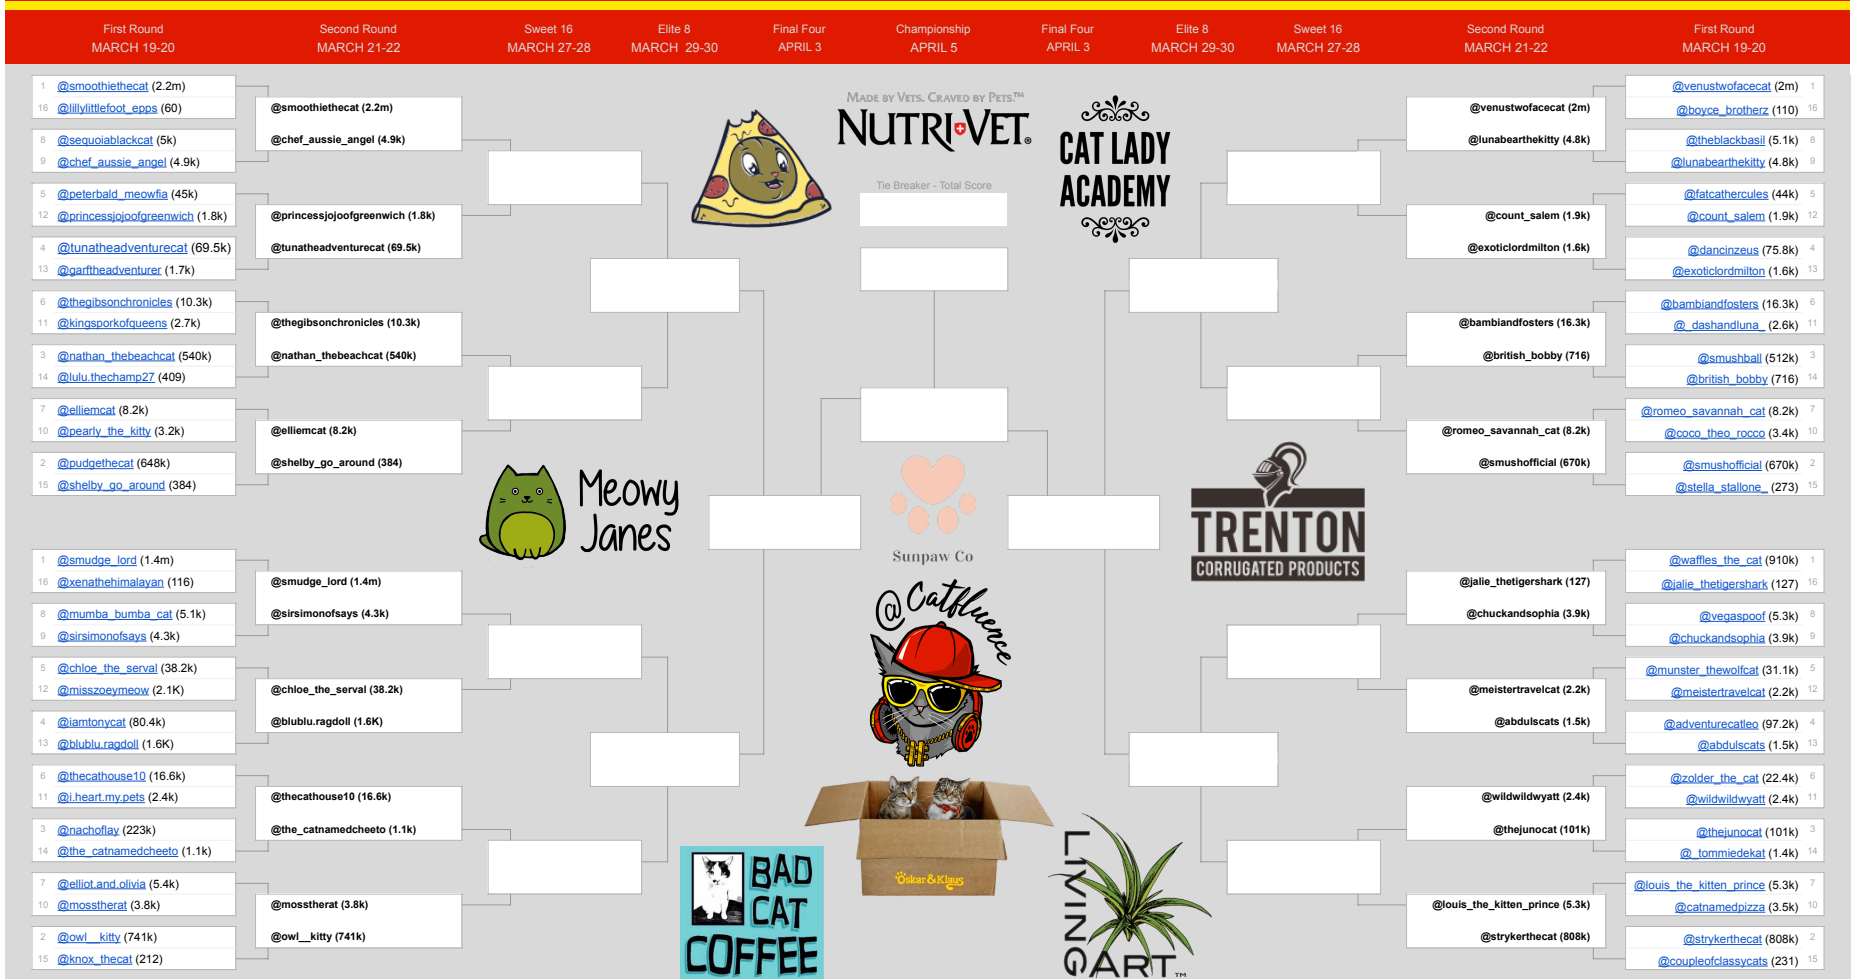 First Round
MARCH 19-20
Second Round
MARCH 21-22
Sweet 16
MARCH 27-28
Elite 8
MARCH 29-30
Final Four
APRIL 3
Championship
APRIL 5
Final Four
APRIL 3
Elite 8
MARCH 29-30
Sweet 16
MARCH 27-28
Second Round
MARCH 21-22
First Round
MARCH 19-20
1 @smoothiethecat (2.2m)
16 @lillylittlefoot_epps (60)
8 @sequoiablackcat (5k)
9 @chef_aussie_angel (4.9k)
5 @peterbald_meowfia (45k)
12 @princessjojoofgreenwich (1.8k)
4 @tunatheadventurecat (69.5k)
13 @garftheadventurer (1.7k)
6 @thegibsonchronicles (10.3k)
11 @kingsporkofqueens (2.7k)
3 @nathan_thebeachcat (540k)
14 @lulu.thechamp27 (409)
7 @elliemcat (8.2k)
10 @pearly_the_kitty (3.2k)
2 @pudgethecat (648k)
15 @shelby_go_around (384)
1 @smudge_lord (1.4m)
16 @xenathehimalayan (116)
8 @mumba_bumba_cat (5.1k)
9 @sirsimonofsays (4.3k)
5 @chloe_the_serval (38.2k)
12 @misszoeymeow (2.1K)
4 @iamtonycat (80.4k)
13 @blublu.ragdoll (1.6K)
6 @thecathouse10 (16.6k)
11 @i.heart.my.pets (2.4k)
3 @nachoflay (223k)
14 @the_catnamedcheeto (1.1k)
7 @elliot.and.olivia (5.4k)
10 @mosstherat (3.8k)
2 @owl__kitty (741k)
15 @knox_thecat (212)
@smoothiethecat (2.2m)
@chef_aussie_angel (4.9k)
@princessjojoofgreenwich (1.8k)
@tunatheadventurecat (69.5k)
@thegibsonchronicles (10.3k)
@nathan_thebeachcat (540k)
@elliemcat (8.2k)
@shelby_go_around (384)
@smudge_lord (1.4m)
@sirsimonofsays (4.3k)
@chloe_the_serval (38.2k)
@blublu.ragdoll (1.6K)
@thecathouse10 (16.6k)
@the_catnamedcheeto (1.1k)
@mosstherat (3.8k)
@owl__kitty (741k)
Meowy
Janes
BAD
CAT
COFFEE
MADE BY VETS. CRAVED BY PETS.™
NUTRI-VET®
Tie Breaker - Total Score
CAT LADY
ACADEMY
Sunpaw Co
@Catfluence
Oskar & Klaus
TRENTON
CORRUGATED PRODUCTS
LIVING
ART™
@venustwofacecat (2m)
@lunabearthekitty (4.8k)
@count_salem (1.9k)
@exoticlordmilton (1.6k)
@bambiandfosters (16.3k)
@british_bobby (716)
@romeo_savannah_cat (8.2k)
@smushofficial (670k)
@jalie_thetigershark (127)
@chuckandsophia (3.9k)
@meistertravelcat (2.2k)
@abdulscats (1.5k)
@wildwildwyatt (2.4k)
@thejunocat (101k)
@louis_the_kitten_prince (5.3k)
@strykerthecat (808k)
@venustwofacecat (2m) 1
@boyce_brotherz (110) 16
@theblackbasil (5.1k) 8
@lunabearthekitty (4.8k) 9
@fatcathercules (44k) 5
@count_salem (1.9k) 12
@dancinzeus (75.8k) 4
@exoticlordmilton (1.6k) 13
@bambiandfosters (16.3k) 6
@_dashandluna_ (2.6k) 11
@smushball (512k) 3
@british_bobby (716) 14
@romeo_savannah_cat (8.2k) 7
@coco_theo_rocco (3.4k) 10
@smushofficial (670k) 2
@stella_stallone_ (273) 15
@waffles_the_cat (910k) 1
@jalie_thetigershark (127) 16
@vegaspoof (5.3k) 8
@chuckandsophia (3.9k) 9
@munster_thewolfcat (31.1k) 5
@meistertravelcat (2.2k) 12
@adventurecatleo (97.2k) 4
@abdulscats (1.5k) 13
@zolder_the_cat (22.4k) 6
@wildwildwyatt (2.4k) 11
@thejunocat (101k) 3
@_tommiedekat (1.4k) 14
@louis_the_kitten_prince (5.3k) 7
@catnamedpizza (3.5k) 10
@strykerthecat (808k) 2
@coupleofclassycats (231) 15